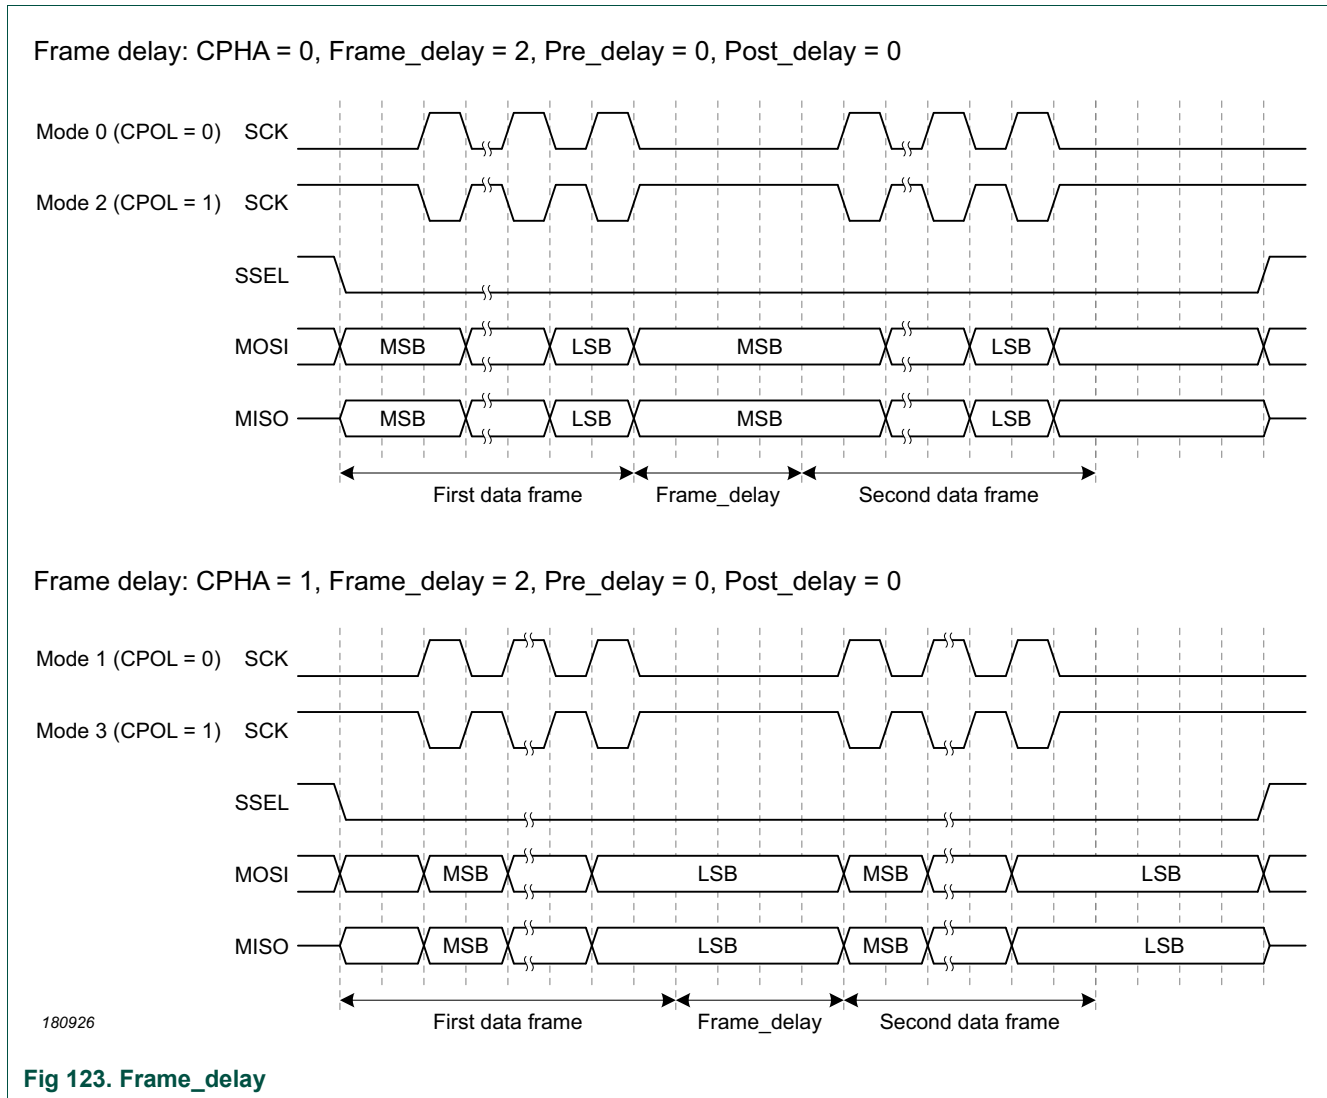 Frame delay: CPHA = 0, Frame_delay = 2, Pre_delay = 0, Post_delay = 0
Mode 0 (CPOL = 0) SCK
Mode 2 (CPOL = 1) SCK
SSEL
MOSI MSB LSB MSB LSB
MISO MSB LSB MSB LSB
First data frame Frame_delay Second data frame
Frame delay: CPHA = 1, Frame_delay = 2, Pre_delay = 0, Post_delay = 0
Mode 1 (CPOL = 0) SCK
Mode 3 (CPOL = 1) SCK
SSEL
MOSI MSB LSB MSB LSB
MISO MSB LSB MSB LSB
First data frame Frame_delay Second data frame
180926
Fig 123. Frame_delay